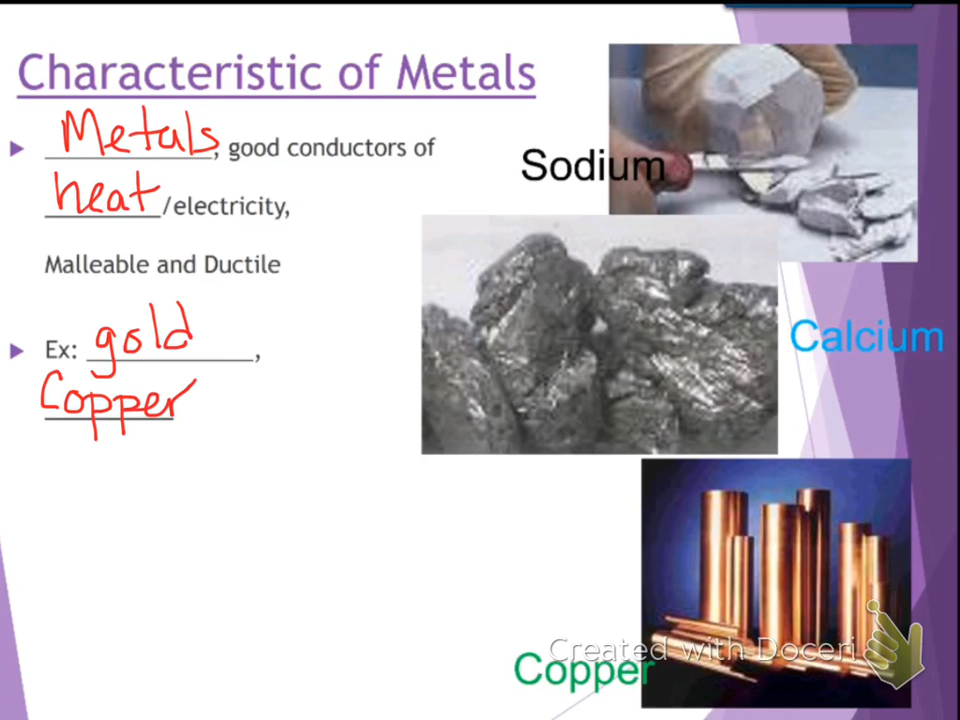 Characteristic of Metals
Metals, good conductors of
heat/electricity,
Malleable and Ductile
Ex: gold,
Copper
Sodium
Calcium
Copper
Created with Doceri